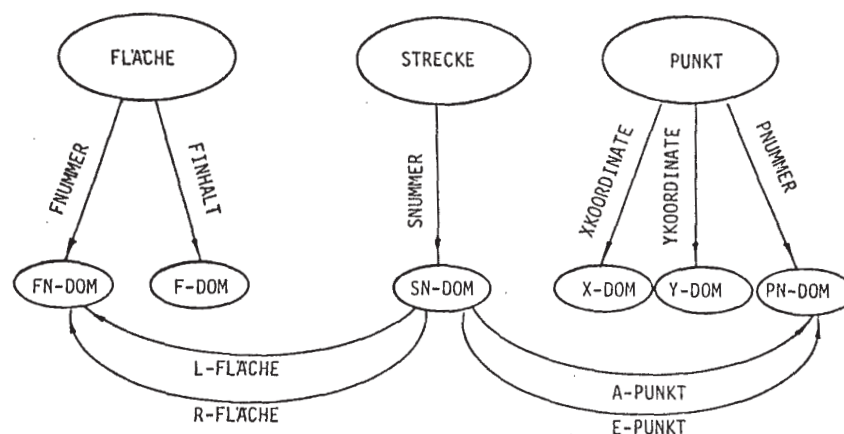 FLÄCHE
STRECKE
PUNKT
FNUMMER
FINHALT
SNUMMER
XKOORDINATE
YKOORDINATE
PNUMMER
FN-DOM
F-DOM
SN-DOM
X-DOM
Y-DOM
PN-DOM
L-FLÄCHE
R-FLÄCHE
A-PUNKT
E-PUNKT